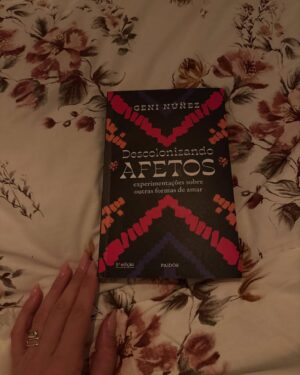 GENI NÚÑEZ
Descolonizando
AFETOS
experimentações sobre
outras formas de amar
PAIDÓS